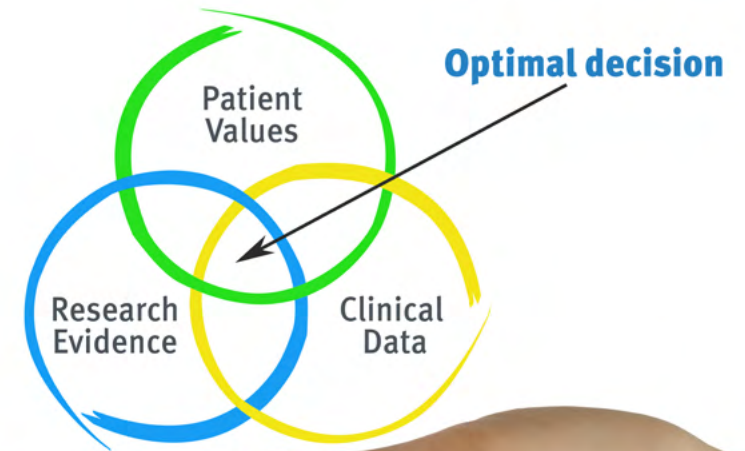 Optimal decision
Patient
Values
Research
Evidence
Clinical
Data